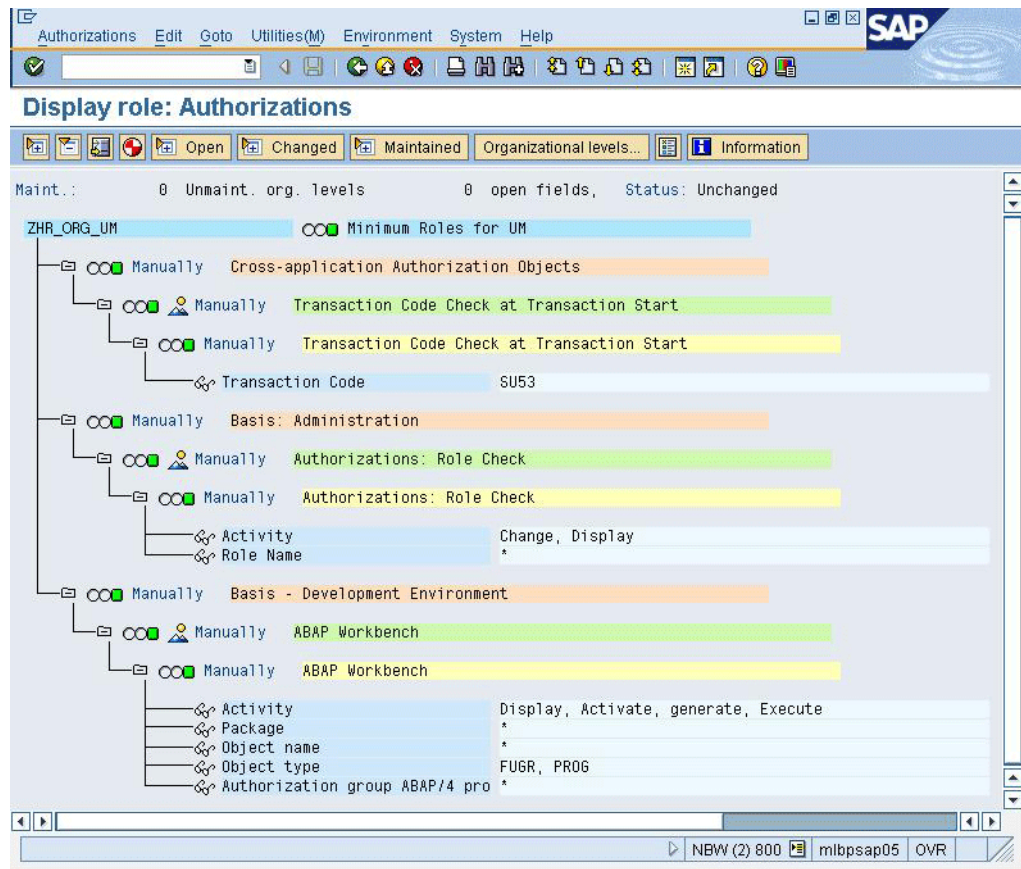 Authorizations Edit Goto Utilities(M) Environment System Help
SAP
Display role: Authorizations
Open Changed Maintained Organizational levels... Information
Maint.: 0 Unmaint. org. levels 0 open fields, Status: Unchanged
ZHR_ORG_UM Minimum Roles for UM
Manually Cross-application Authorization Objects
Manually Transaction Code Check at Transaction Start
Manually Transaction Code Check at Transaction Start
Transaction Code SU53
Manually Basis: Administration
Manually Authorizations: Role Check
Manually Authorizations: Role Check
Activity Change, Display
Role Name *
Manually Basis - Development Environment
Manually ABAP Workbench
Manually ABAP Workbench
Activity Display, Activate, generate, Execute
Package *
Object name *
Object type FUGR, PROG
Authorization group ABAP/4 pro *
NBW (2) 800 mlbpsap05 OVR